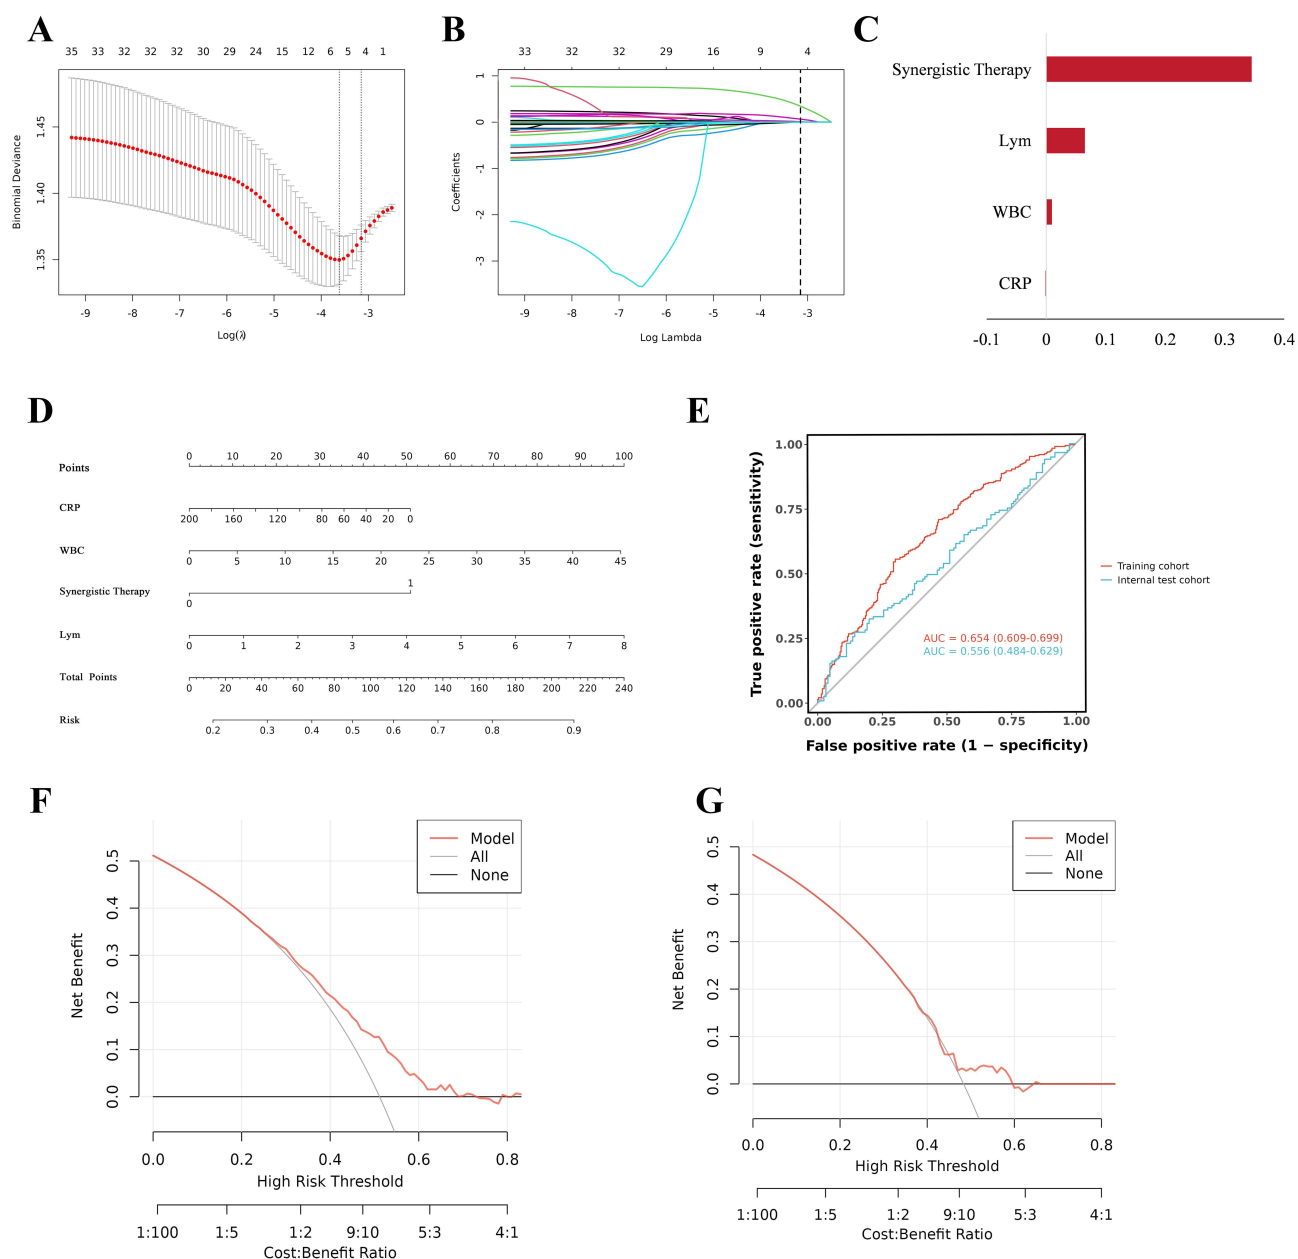 A
35 33 32 32 32 30 29 24 15 12 6 5 4 1
Binomial Deviance
1.45
1.40
1.35
-9 -8 -7 -6 -5 -4 -3
Log(λ)
B
33 32 32 29 16 9 4
Coefficients
1
0
-1
-2
-3
-9 -8 -7 -6 -5 -4 -3
Log Lambda
C
Synergistic Therapy
Lym
WBC
CRP
-0.1 0 0.1 0.2 0.3 0.4
D
Points
0 10 20 30 40 50 60 70 80 90 100
CRP
200 160 120 80 60 40 20 0
WBC
0 5 10 15 20 25 30 35 40 45
Synergistic Therapy
1
0
Lym
0 1 2 3 4 5 6 7 8
Total Points
0 20 40 60 80 100 120 140 160 180 200 220 240
Risk
0.2 0.3 0.4 0.5 0.6 0.7 0.8 0.9
E
True positive rate (sensitivity)
1.00
0.75
0.50
0.25
0.00
AUC = 0.654 (0.609-0.699)
AUC = 0.556 (0.484-0.629)
0.00 0.25 0.50 0.75 1.00
False positive rate (1 − specificity)
Training cohort
Internal test cohort
F
Net Benefit
0.5
0.4
0.3
0.2
0.1
0.0
Model
All
None
0.0 0.2 0.4 0.6 0.8
High Risk Threshold
1:100 1:5 1:2 9:10 5:3 4:1
Cost:Benefit Ratio
G
Net Benefit
0.5
0.4
0.3
0.2
0.1
0.0
Model
All
None
0.0 0.2 0.4 0.6 0.8
High Risk Threshold
1:100 1:5 1:2 9:10 5:3 4:1
Cost:Benefit Ratio